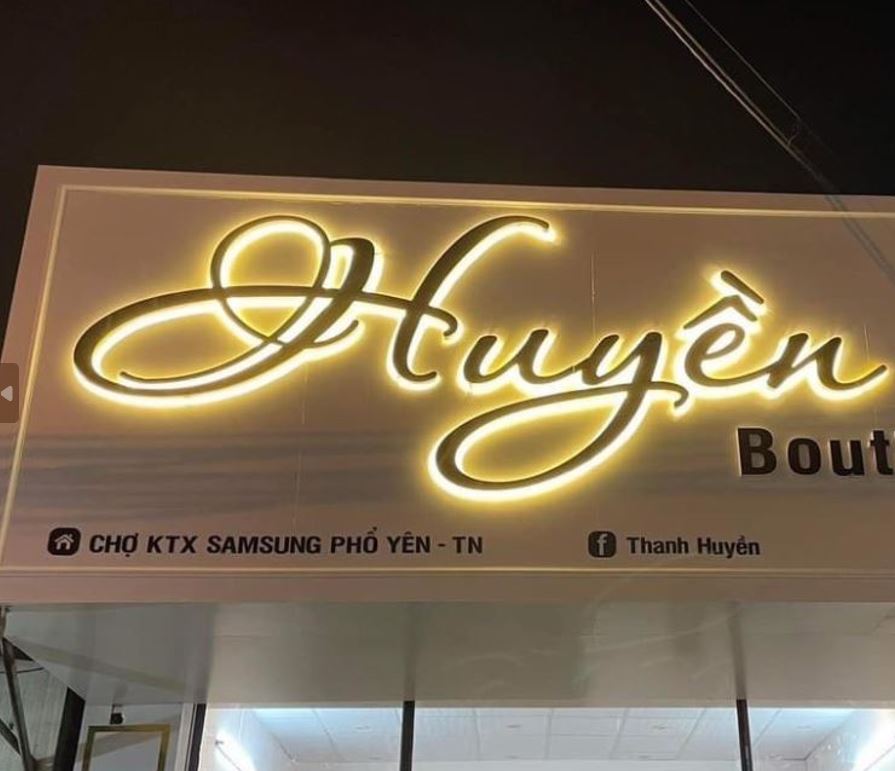 Huyền
Bout
CHỢ KTX SAMSUNG PHỔ YÊN - TN
Thanh Huyền